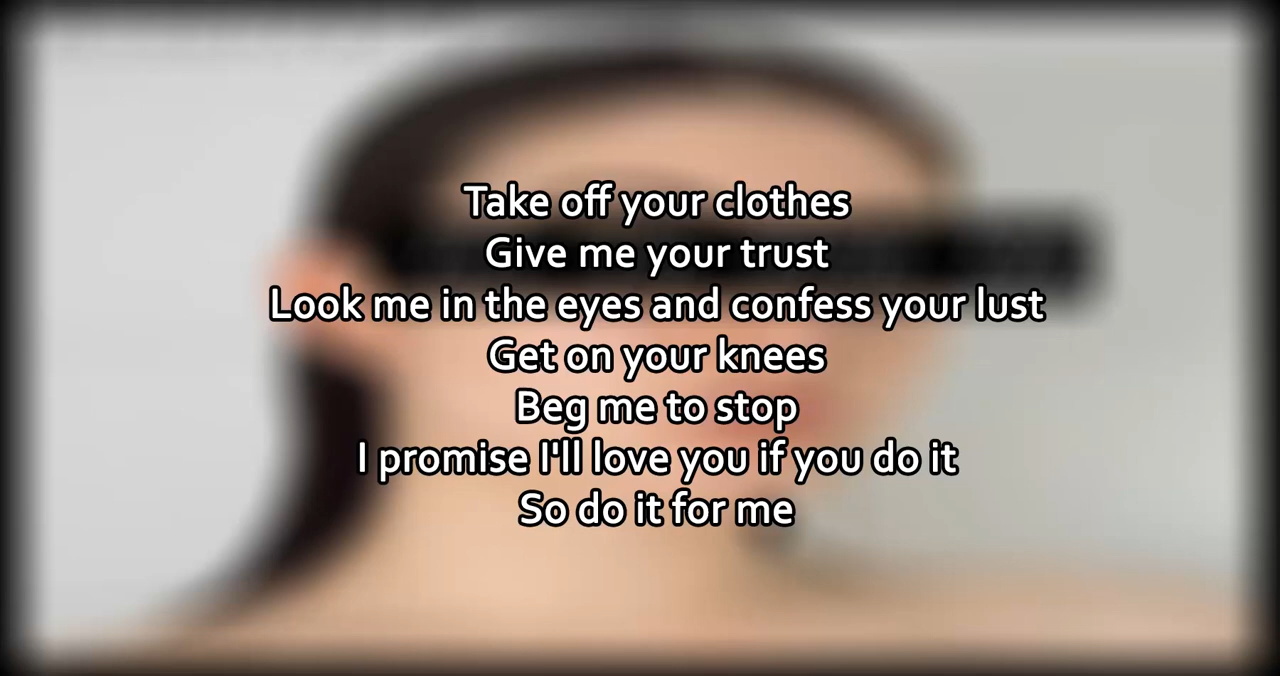 Take off your clothes
Give me your trust
Look me in the eyes and confess your lust
Get on your knees
Beg me to stop
I promise I'll love you if you do it
So do it for me